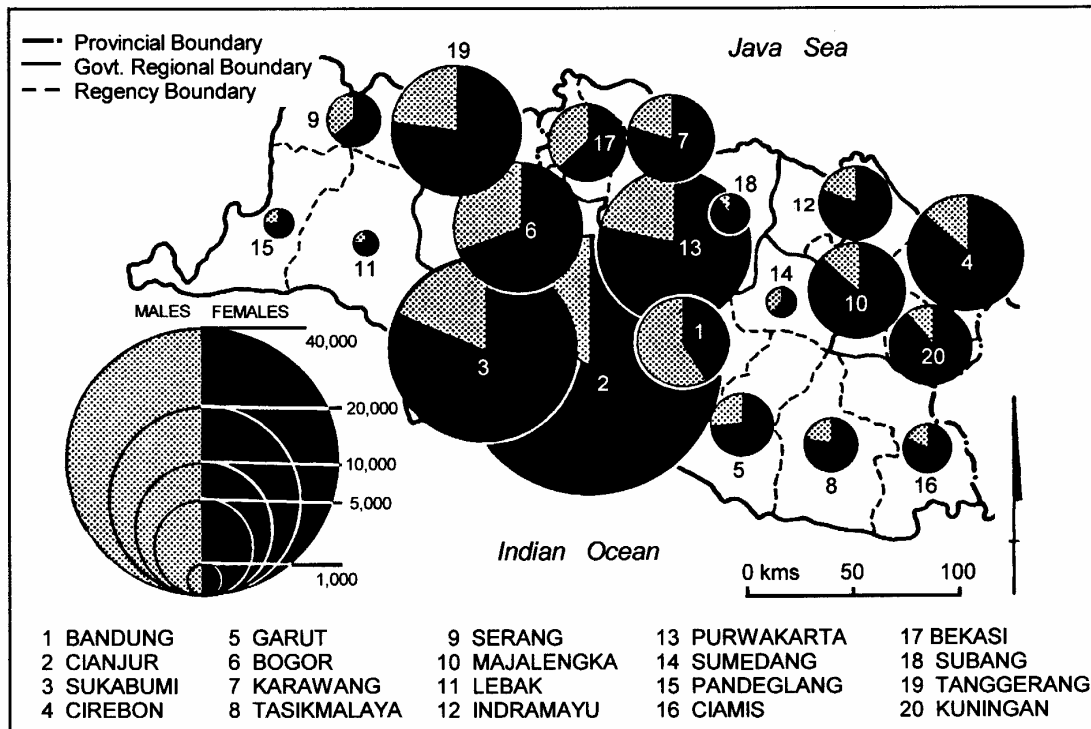 Provincial Boundary
Govt. Regional Boundary
Regency Boundary
Java Sea
19
9
17
7
18
12
6
13
4
15
11
14
10
1
3
2
20
5
8
16
MALES FEMALES
40,000
20,000
10,000
5,000
1,000
Indian Ocean
0 kms 50 100
1 BANDUNG 5 GARUT 9 SERANG 13 PURWAKARTA 17 BEKASI
2 CIANJUR 6 BOGOR 10 MAJALENGKA 14 SUMEDANG 18 SUBANG
3 SUKABUMI 7 KARAWANG 11 LEBAK 15 PANDEGLANG 19 TANGGERANG
4 CIREBON 8 TASIKMALAYA 12 INDRAMAYU 16 CIAMIS 20 KUNINGAN